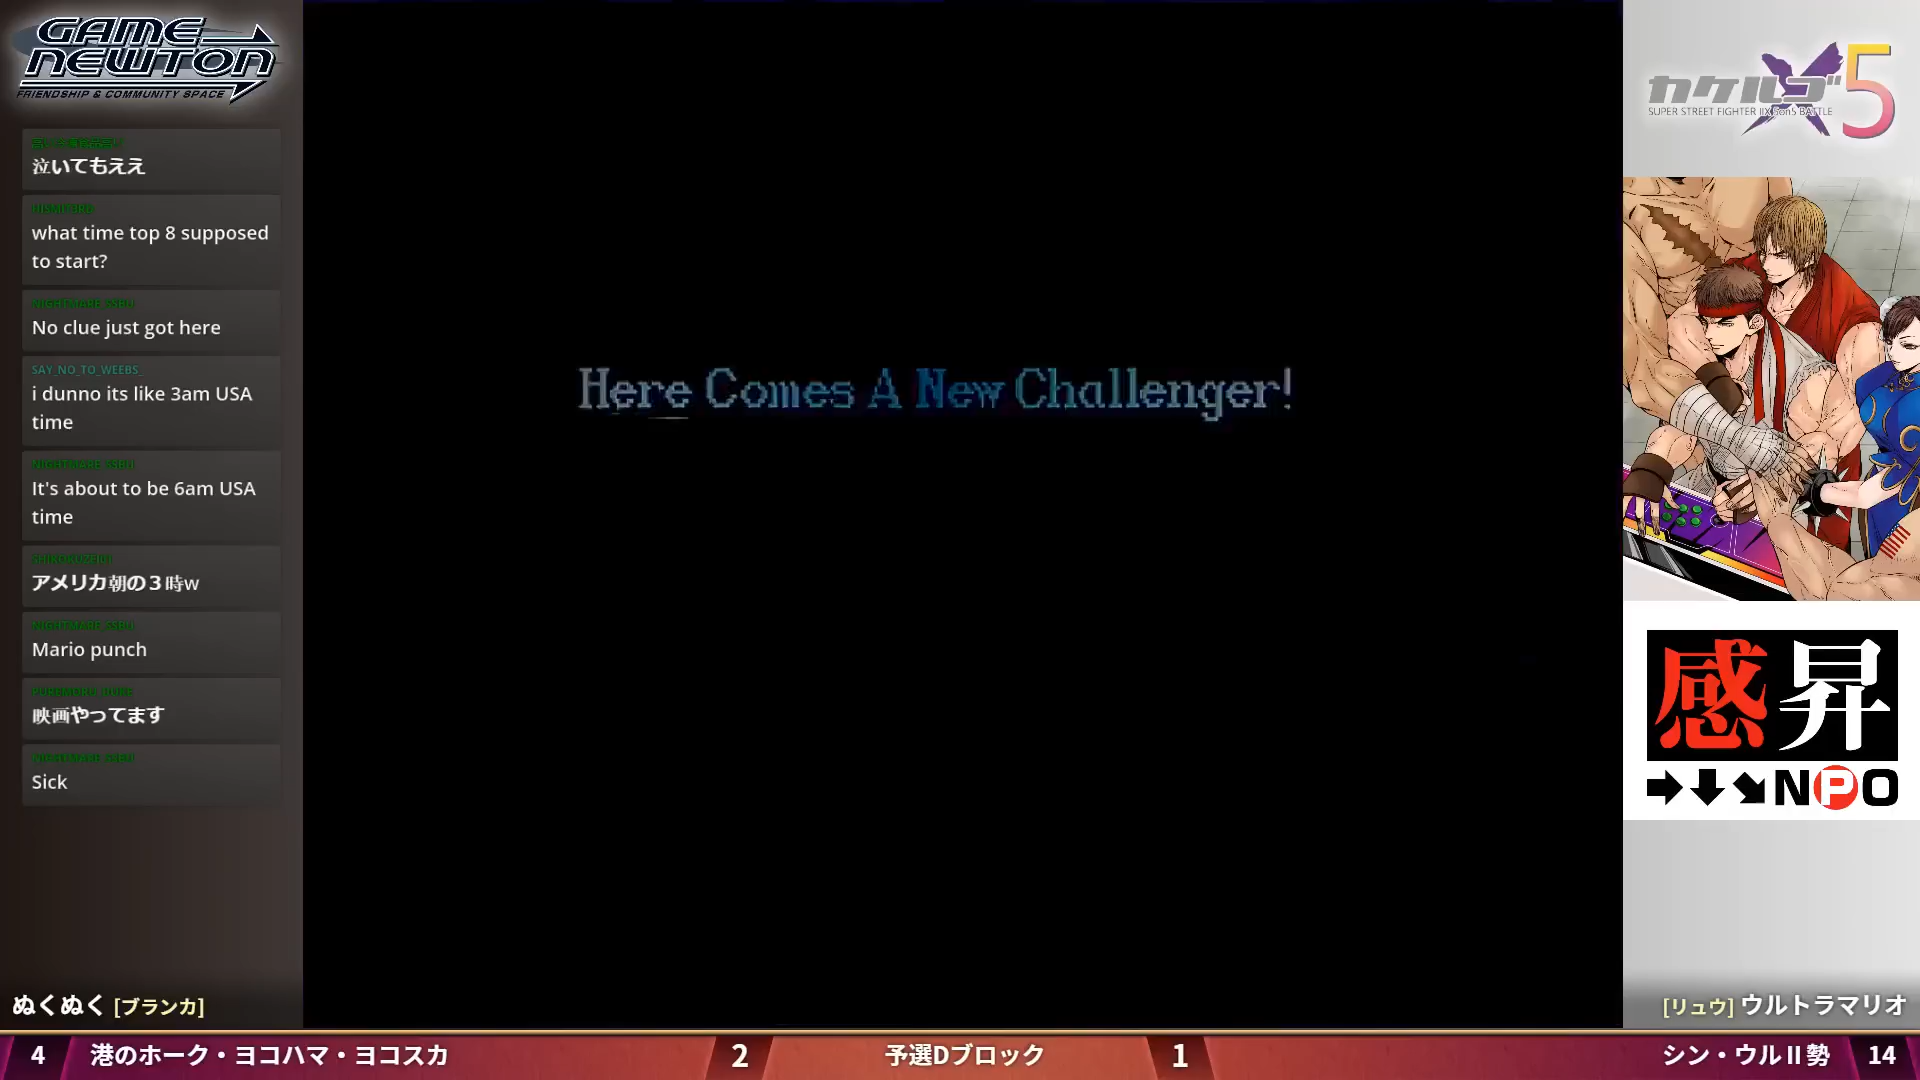 GAME
NEWTON
FRIENDSHIP & COMMUNITY SPACE
泣いてもええ
what time top 8 supposed
to start?
NIGHTMARE_SSBU
No clue just got here
SAY_NO_TO_WEEBS_
i dunno its like 3am USA
time
NIGHTMARE_SSBU
It's about to be 6am USA
time
アメリカ朝の３時w
NIGHTMARE_SSBU
Mario punch
映画やってます
NIGHTMARE_SSBU
Sick
Here Comes A New Challenger!
カケルゴ
X
5
SUPER STREET FIGHTER IIX 5on5 BATTLE
感昇
➡⬇⬊NPO
ぬくぬく [ブランカ]
[リュウ] ウルトラマリオ
4 港のホーク・ヨコハマ・ヨコスカ 2 予選Dブロック 1 シン・ウルⅡ勢 14